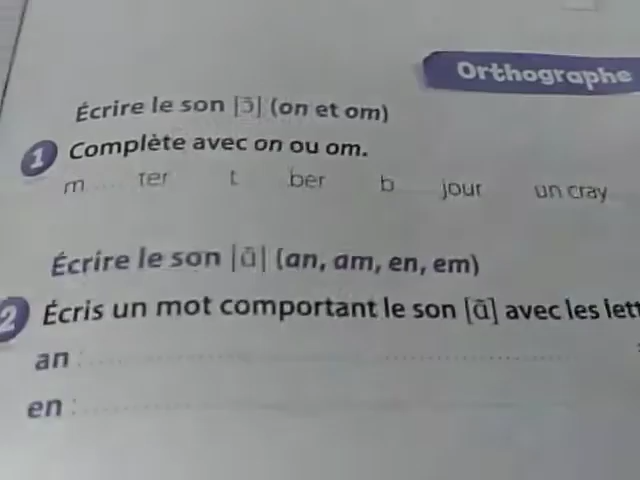 Orthographe
Écrire le son [ɔ̃] (on et om)
1 Complète avec on ou om.
m .... ter t ber b jour un cray
Écrire le son [ɑ̃] (an, am, en, em)
2 Écris un mot comportant le son [ɑ̃] avec les lett
an :
en :